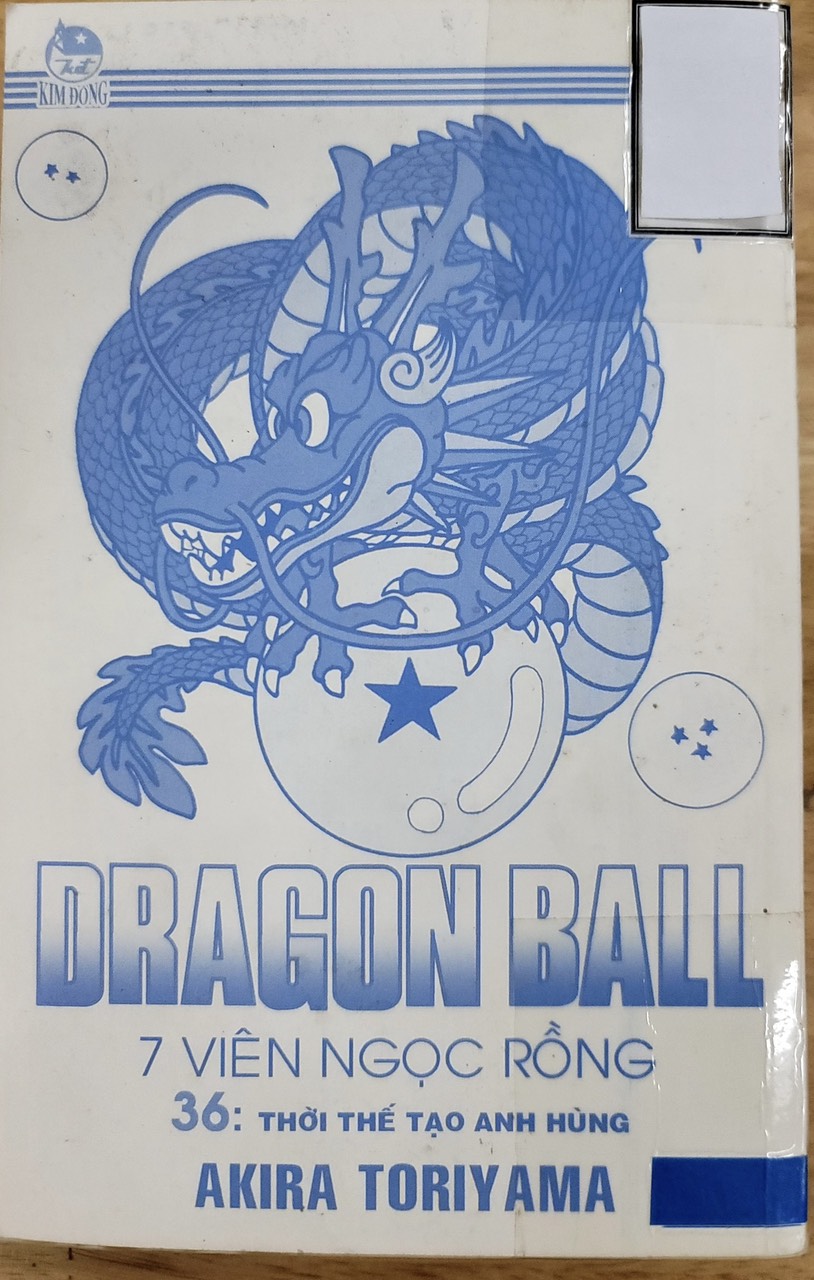 KIM ĐỒNG
DRAGON BALL
7 VIÊN NGỌC RỒNG
36: THỜI THẾ TẠO ANH HÙNG
AKIRA TORIYAMA